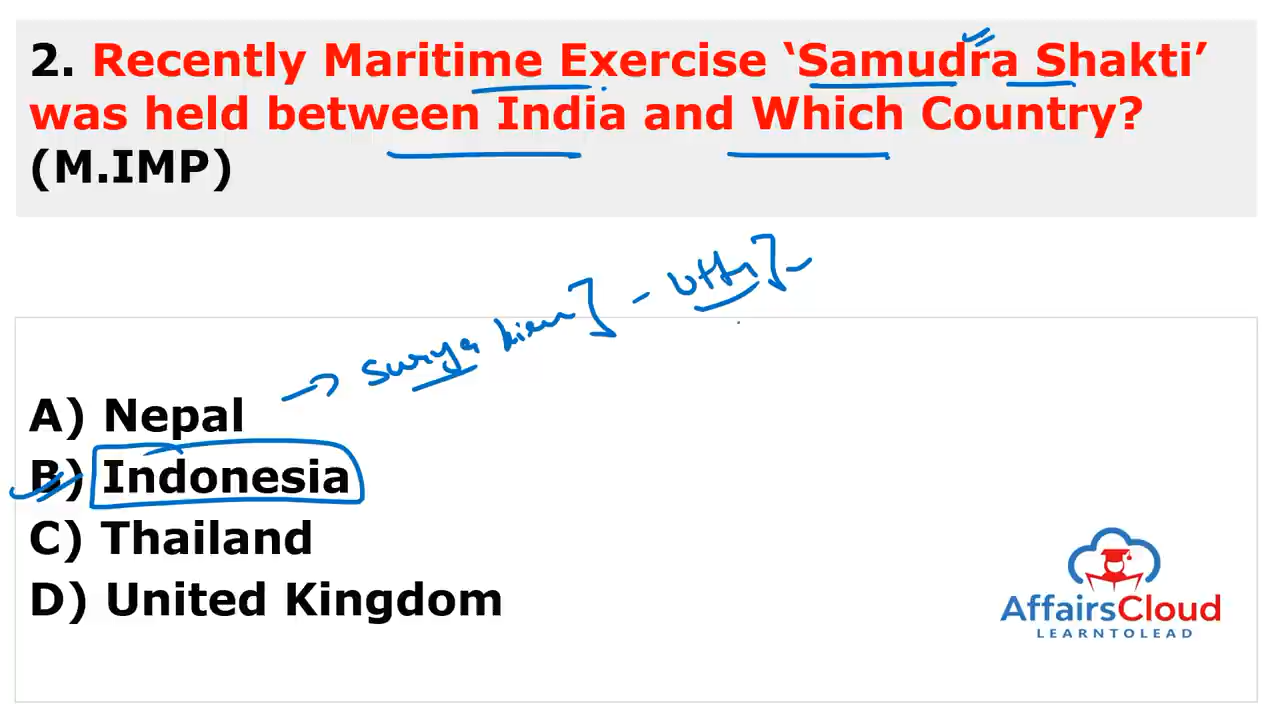 2. Recently Maritime Exercise ‘Samudra Shakti’
was held between India and Which Country?
(M.IMP)
→ Surya kiran] -
A) Nepal
B) Indonesia
C) Thailand
D) United Kingdom
AffairsCloud
LEARNTOLEAD